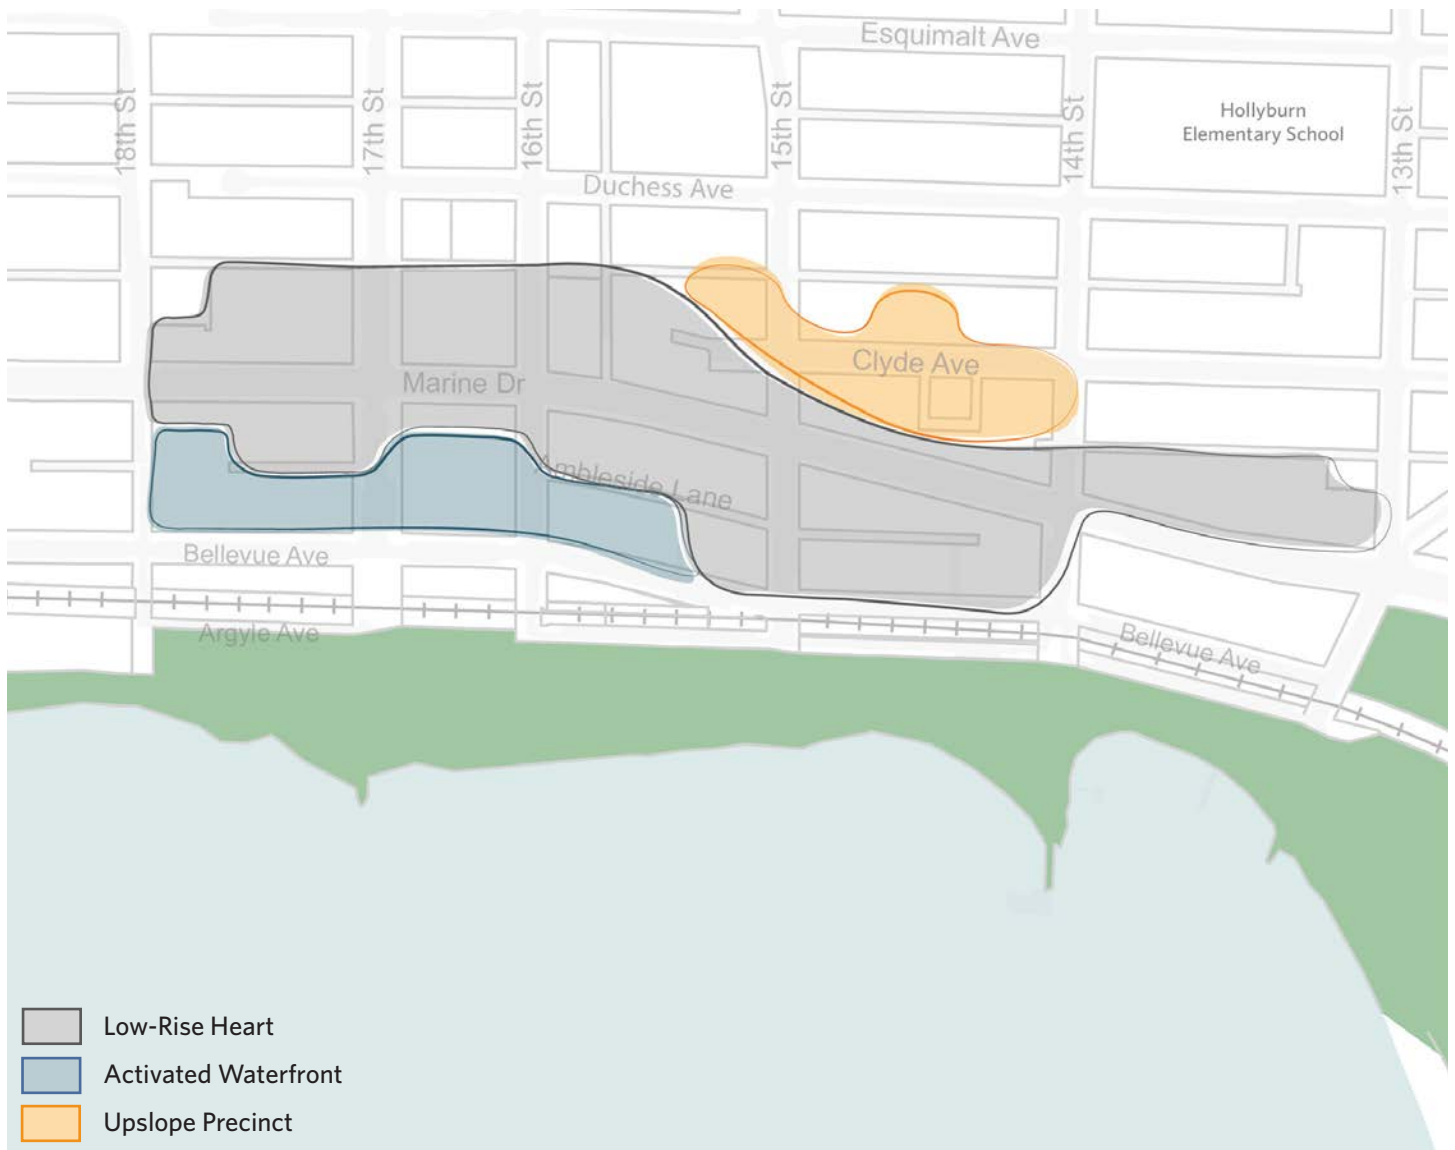 Esquimalt Ave
18th St
17th St
16th St
15th St
14th St
13th St
Hollyburn
Elementary School
Duchess Ave
Clyde Ave
Marine Dr
Ambleside Lane
Bellevue Ave
Argyle Ave
Bellevue Ave
Low-Rise Heart
Activated Waterfront
Upslope Precinct